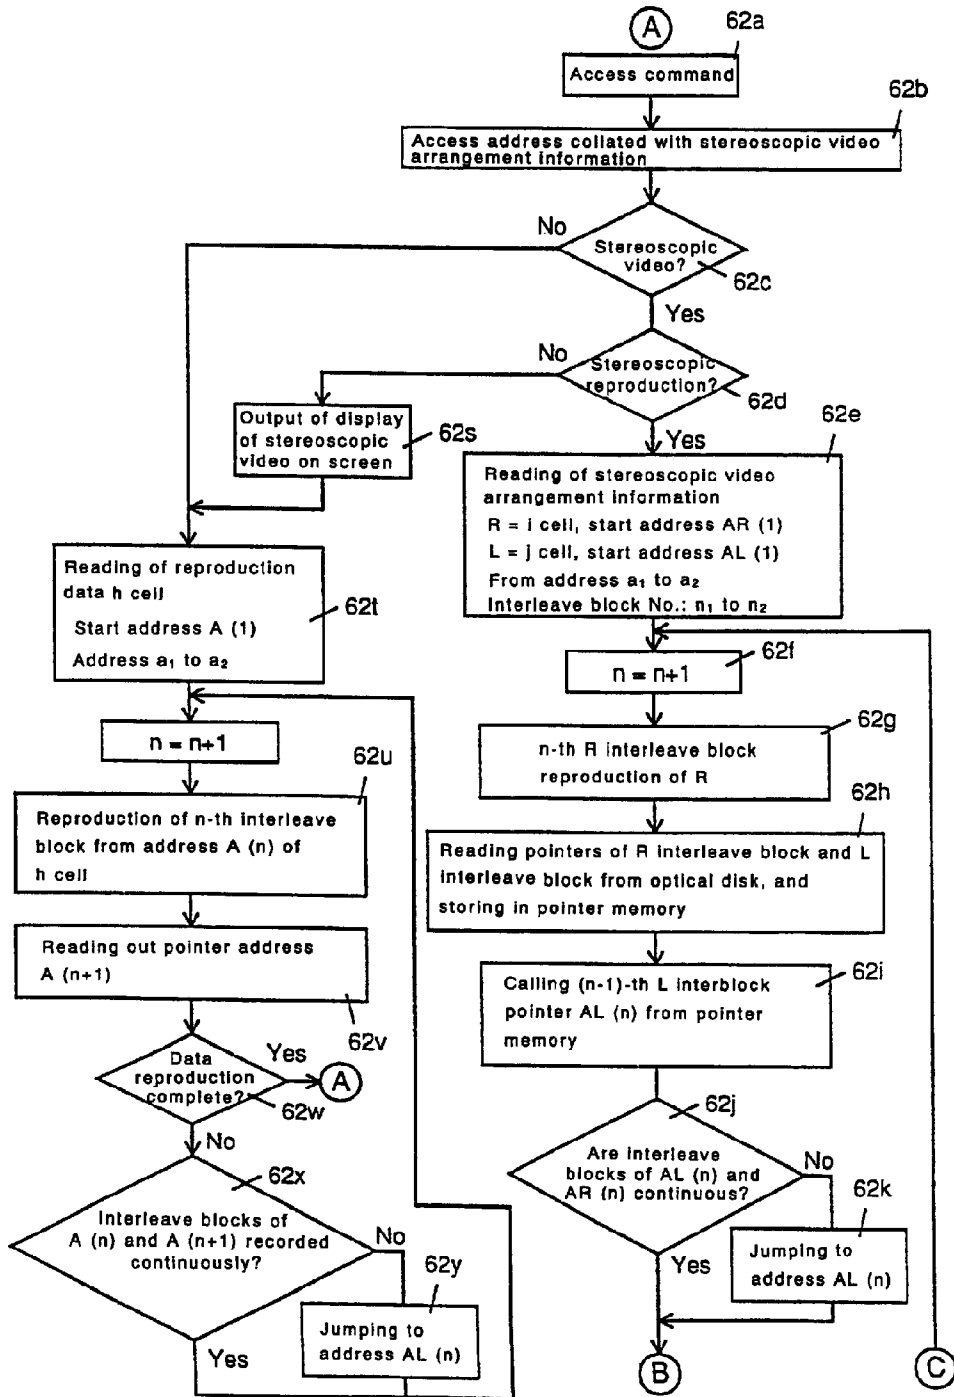 A
62a
Access command
62b
Access address collated with stereoscopic video
arrangement information
No
Stereoscopic
video?
62c
Yes
No
Stereoscopic
reproduction?
62d
Yes
62e
Output of display
of stereoscopic
video on screen
62s
Reading of stereoscopic video
arrangement information
R = i cell, start address AR (1)
L = j cell, start address AL (1)
From address a1 to a2
Interleave block No.: n1 to n2
Reading of reproduction
data h cell
Start address A (1)
Address a1 to a2
62t
62f
n = n+1
n = n+1
62g
n-th R interleave block
reproduction of R
62u
Reproduction of n-th interleave
block from address A (n) of
h cell
62h
Reading pointers of R interleave block and L
interleave block from optical disk, and
storing in pointer memory
Reading out pointer address
A (n+1)
62v
62i
Calling (n-1)-th L interblock
pointer AL (n) from pointer
memory
Data
reproduction
complete?
62w
Yes
A
No
62j
Are interleave
blocks of AL (n) and
AR (n) continuous?
No
Yes
62k
Jumping to
address AL (n)
62x
Interleave blocks of
A (n) and A (n+1) recorded
continuously?
No
Yes
62y
Jumping to
address AL (n)
B
C